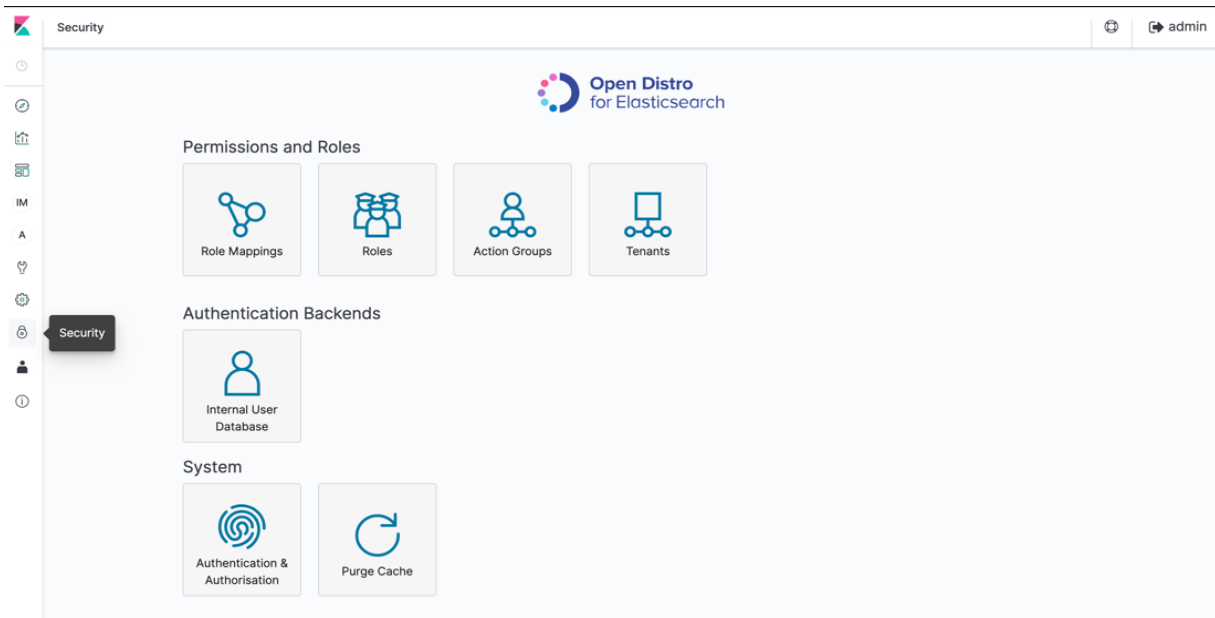 Security
admin
Open Distro
for Elasticsearch
Permissions and Roles
Role Mappings
Roles
Action Groups
Tenants
IM
A
Authentication Backends
Security
Internal User
Database
System
Authentication &
Authorisation
Purge Cache